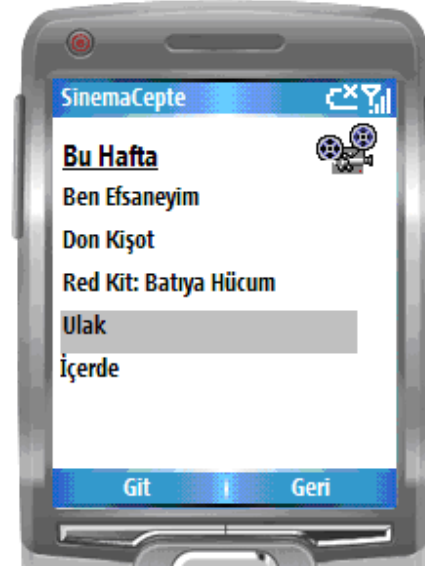 SinemaCepte
Bu Hafta
Ben Efsaneyim
Don Kişot
Red Kit: Batıya Hücum
Ulak
İçerde
Git Geri